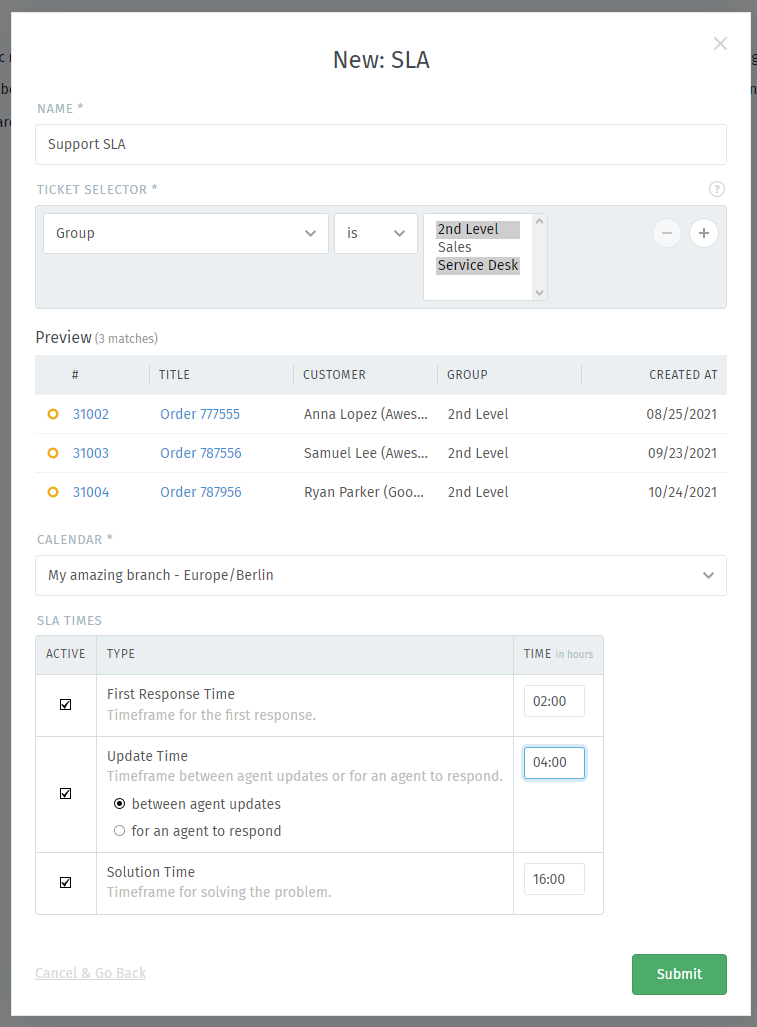 New: SLA
NAME *
Support SLA
TICKET SELECTOR *
?
Group
is
2nd Level
Sales
Service Desk
Preview (3 matches)
# TITLE CUSTOMER GROUP CREATED AT
31002 Order 777555 Anna Lopez (Awes... 2nd Level 08/25/2021
31003 Order 787556 Samuel Lee (Awes... 2nd Level 09/23/2021
31004 Order 787956 Ryan Parker (Goo... 2nd Level 10/24/2021
CALENDAR *
My amazing branch - Europe/Berlin
SLA TIMES
ACTIVE TYPE TIME in hours
First Response Time
Timeframe for the first response.
02:00
Update Time
Timeframe between agent updates or for an agent to respond.
04:00
between agent updates
for an agent to respond
Solution Time
Timeframe for solving the problem.
16:00
Cancel & Go Back
Submit